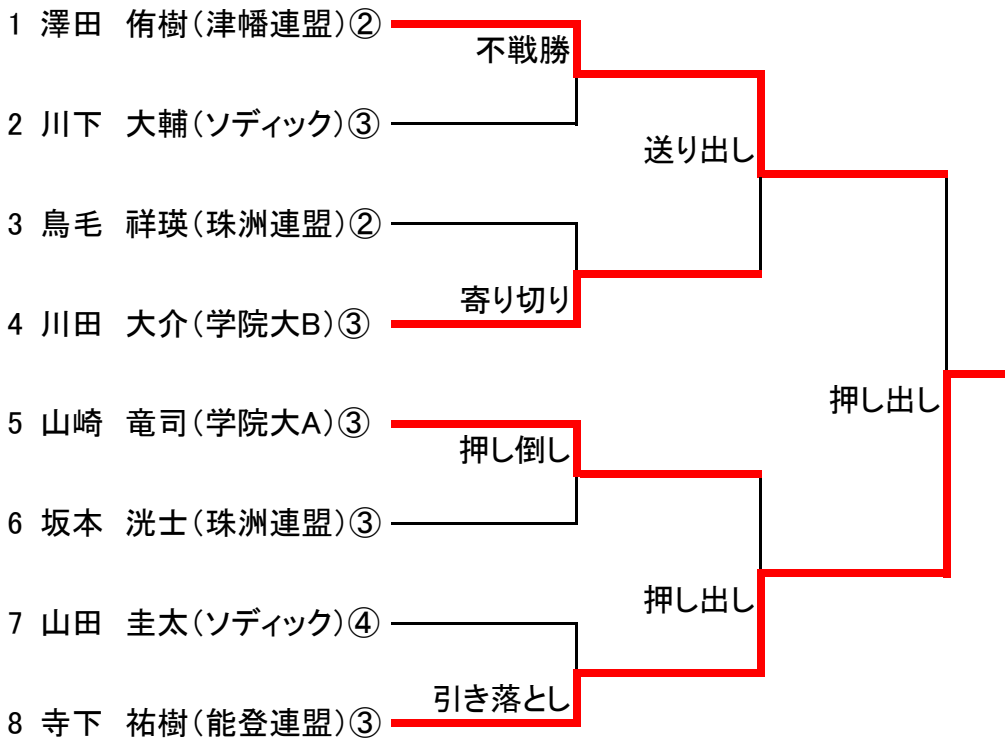 1 澤田 侑樹(津幡連盟)②
不戦勝
2 川下 大輔(ソディック)③
送り出し
3 鳥毛 祥瑛(珠洲連盟)②
寄り切り
4 川田 大介(学院大B)③
押し出し
5 山崎 竜司(学院大A)③
押し倒し
6 坂本 洸士(珠洲連盟)③
押し出し
7 山田 圭太(ソディック)④
引き落とし
8 寺下 祐樹(能登連盟)③